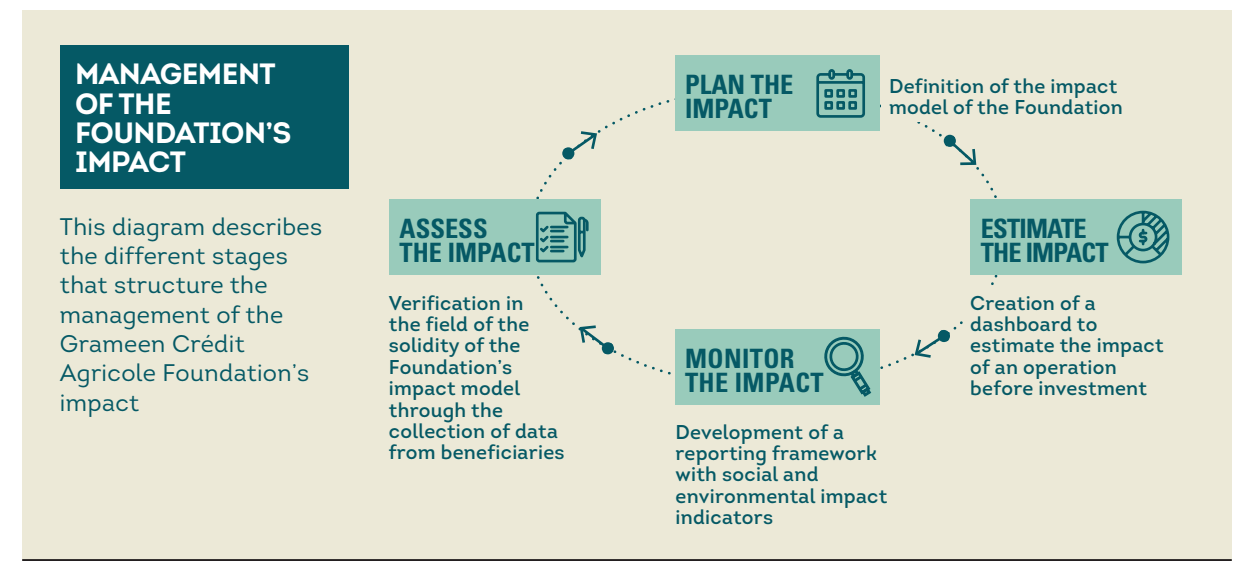 MANAGEMENT
OF THE
FOUNDATION'S
IMPACT
This diagram describes
the different stages
that structure the
management of the
Grameen Crédit
Agricole Foundation's
impact
PLAN THE
IMPACT
Definition of the impact
model of the Foundation
ESTIMATE
THE IMPACT
$
Creation of a
dashboard to
estimate the impact
of an operation
before investment
MONITOR
THE IMPACT
Development of a
reporting framework
with social and
environmental impact
indicators
ASSESS
THE IMPACT
Verification in
the field of the
solidity of the
Foundation's
impact model
through the
collection of data
from beneficiaries